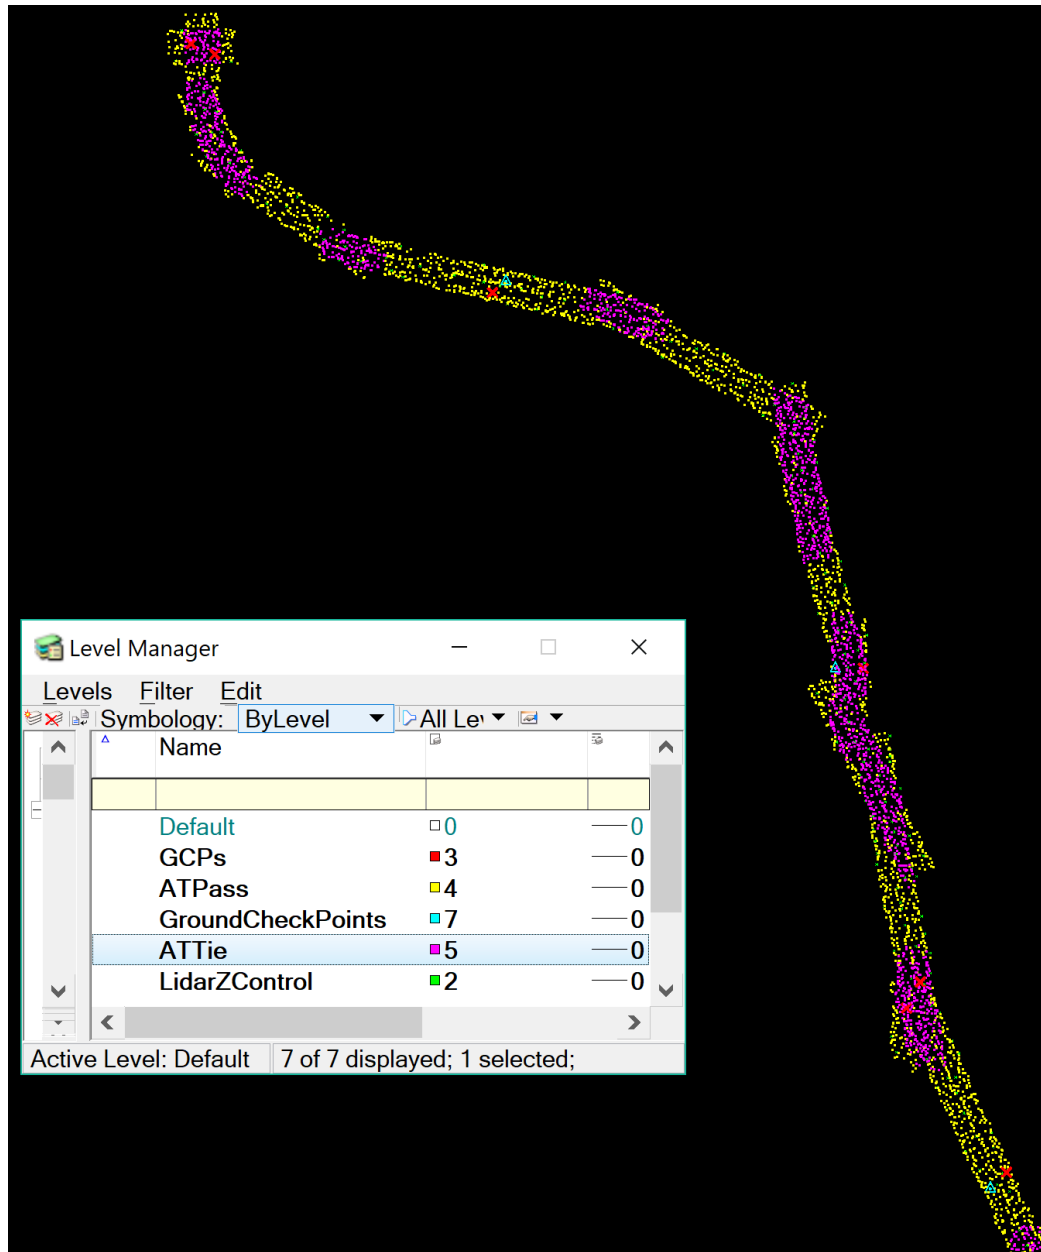 Level Manager
Levels Filter Edit
Symbology: ByLevel All Le
Name
Default 0 0
GCPs 3 0
ATPass 4 0
GroundCheckPoints 7 0
ATTie 5 0
LidarZControl 2 0
Active Level: Default 7 of 7 displayed; 1 selected;